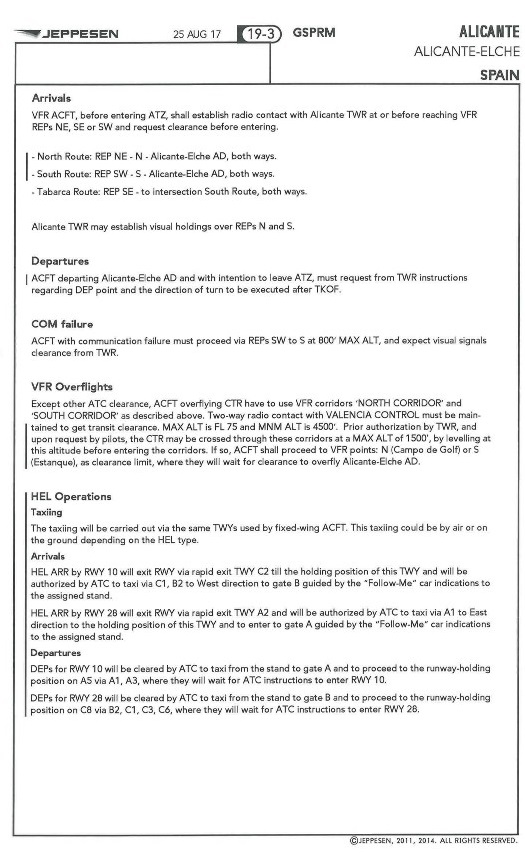 JEPPESEN 25 AUG 17 19-3 GSPRM ALICANTE
ALICANTE-ELCHE
SPAIN
Arrivals
VFR ACFT, before entering ATZ, shall establish radio contact with Alicante TWR at or before reaching VFR
REPs NE, SE or SW and request clearance before entering.
- North Route: REP NE - N - Alicante-Elche AD, both ways.
- South Route: REP SW - S - Alicante-Elche AD, both ways.
- Tabarca Route: REP SE - to intersection South Route, both ways.
Alicante TWR may establish visual holdings over REPs N and S.
Departures
ACFT departing Alicante-Elche AD and with intention to leave ATZ, must request from TWR instructions
regarding DEP point and the direction of turn to be executed after TKOF.
COM failure
ACFT with communication failure must proceed via REPs SW to S at 800' MAX ALT, and expect visual signals
clearance from TWR.
VFR Overflights
Except other ATC clearance, ACFT overflying CTR have to use VFR corridors 'NORTH CORRIDOR' and
'SOUTH CORRIDOR' as described above. Two-way radio contact with VALENCIA CONTROL must be main-
tained to get transit clearance. MAX ALT is FL 75 and MNM ALT is 4500'. Prior authorization by TWR, and
upon request by pilots, the CTR may be crossed through these corridors at a MAX ALT of 1500', by levelling at
this altitude before entering the corridors. If so, ACFT shall proceed to VFR points: N (Campo de Golf) or S
(Estanque), as clearance limit, where they will wait for clearance to overfly Alicante-Elche AD.
HEL Operations
Taxiing
The taxiing will be carried out via the same TWYs used by fixed-wing ACFT. This taxiing could be by air or on
the ground depending on the HEL type.
Arrivals
HEL ARR by RWY 10 will exit RWY via rapid exit TWY C2 till the holding position of this TWY and will be
authorized by ATC to taxi via C1, B2 to West direction to gate B guided by the "Follow-Me" car indications to
the assigned stand.
HEL ARR by RWY 28 will exit RWY via rapid exit TWY A2 and will be authorized by ATC to taxi via A1 to East
direction to the holding position of this TWY and to enter to gate A guided by the "Follow-Me" car indications
to the assigned stand.
Departures
DEPs for RWY 10 will be cleared by ATC to taxi from the stand to gate A and to proceed to the runway-holding
position on A5 via A1, A3, where they will wait for ATC instructions to enter RWY 10.
DEPs for RWY 28 will be cleared by ATC to taxi from the stand to gate B and to proceed to the runway-holding
position on C8 via B2, C1, C3, C6, where they will wait for ATC instructions to enter RWY 28.
©JEPPESEN, 2011, 2014. ALL RIGHTS RESERVED.